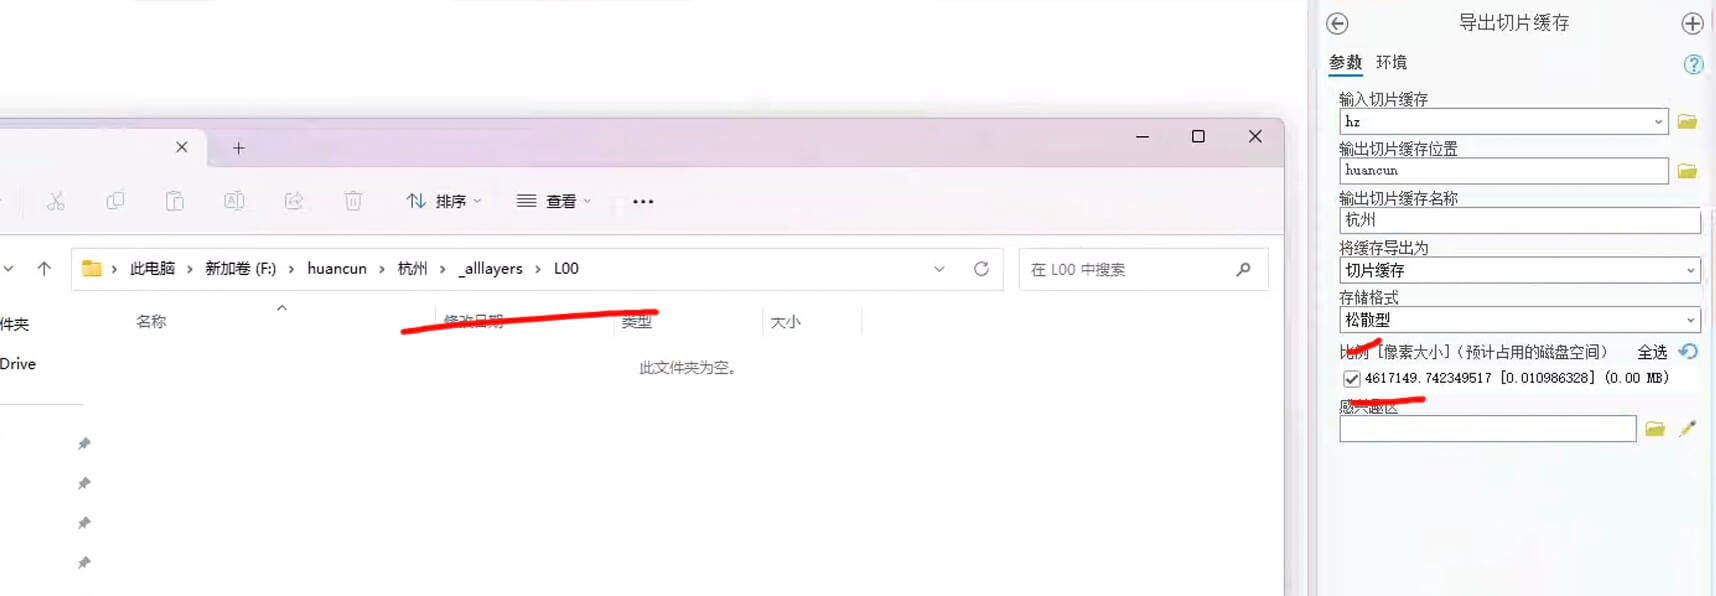 导出切片缓存
参数 环境
输入切片缓存
hz
输出切片缓存位置
huancun
输出切片缓存名称
杭州
将缓存导出为
切片缓存
存储格式
松散型
比例 [像素大小]（预计占用的磁盘空间） 全选
4617149.742349517 [0.010986328] (0.00 MB)
感兴趣区
排序 查看
此电脑 新加卷 (F:) huancun 杭州 _alllayers L00
在 L00 中搜索
件夹
名称 修改日期 类型 大小
Drive
此文件夹为空。